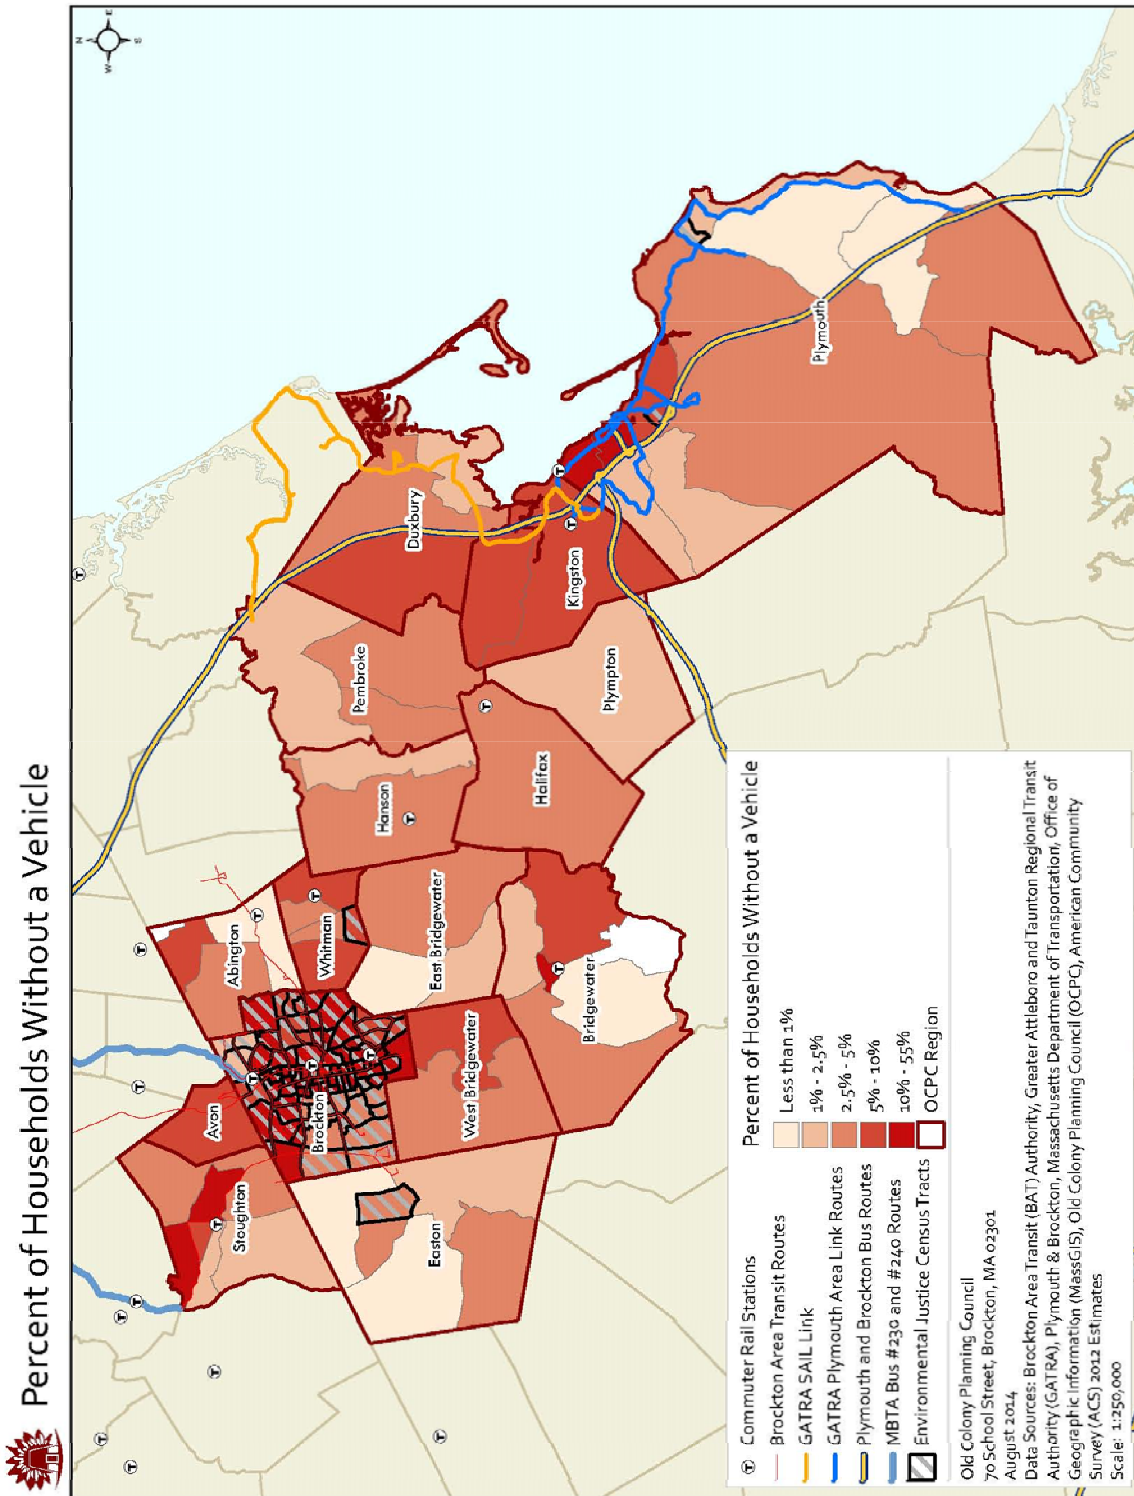 Percent of Households Without a Vehicle
N
W
E
S
Stoughton
Avon
Abington
Whitman
Brockton
Easton
West Bridgewater
East Bridgewater
Bridgewater
Hanson
Halifax
Pembroke
Plympton
Duxbury
Kingston
Plymouth
T Commuter Rail Stations
Brockton Area Transit Routes
GATRA SAIL Link
GATRA Plymouth Area Link Routes
Plymouth and Brockton Bus Routes
MBTA Bus #230 and #240 Routes
Environmental Justice Census Tracts
Percent of Households Without a Vehicle
Less than 1%
1% - 2.5%
2.5% - 5%
5% - 10%
10% - 55%
OCPC Region
Old Colony Planning Council
70 School Street, Brockton, MA 02301
August 2014
Data Sources: Brockton Area Transit (BAT) Authority, Greater Attleboro and Taunton Regional Transit
Authority (GATRA), Plymouth & Brockton, Massachusetts Department of Transportation, Office of
Geographic Information (MassGIS), Old Colony Planning Council (OCPC), American Community
Survey (ACS) 2012 Estimates
Scale: 1:250,000